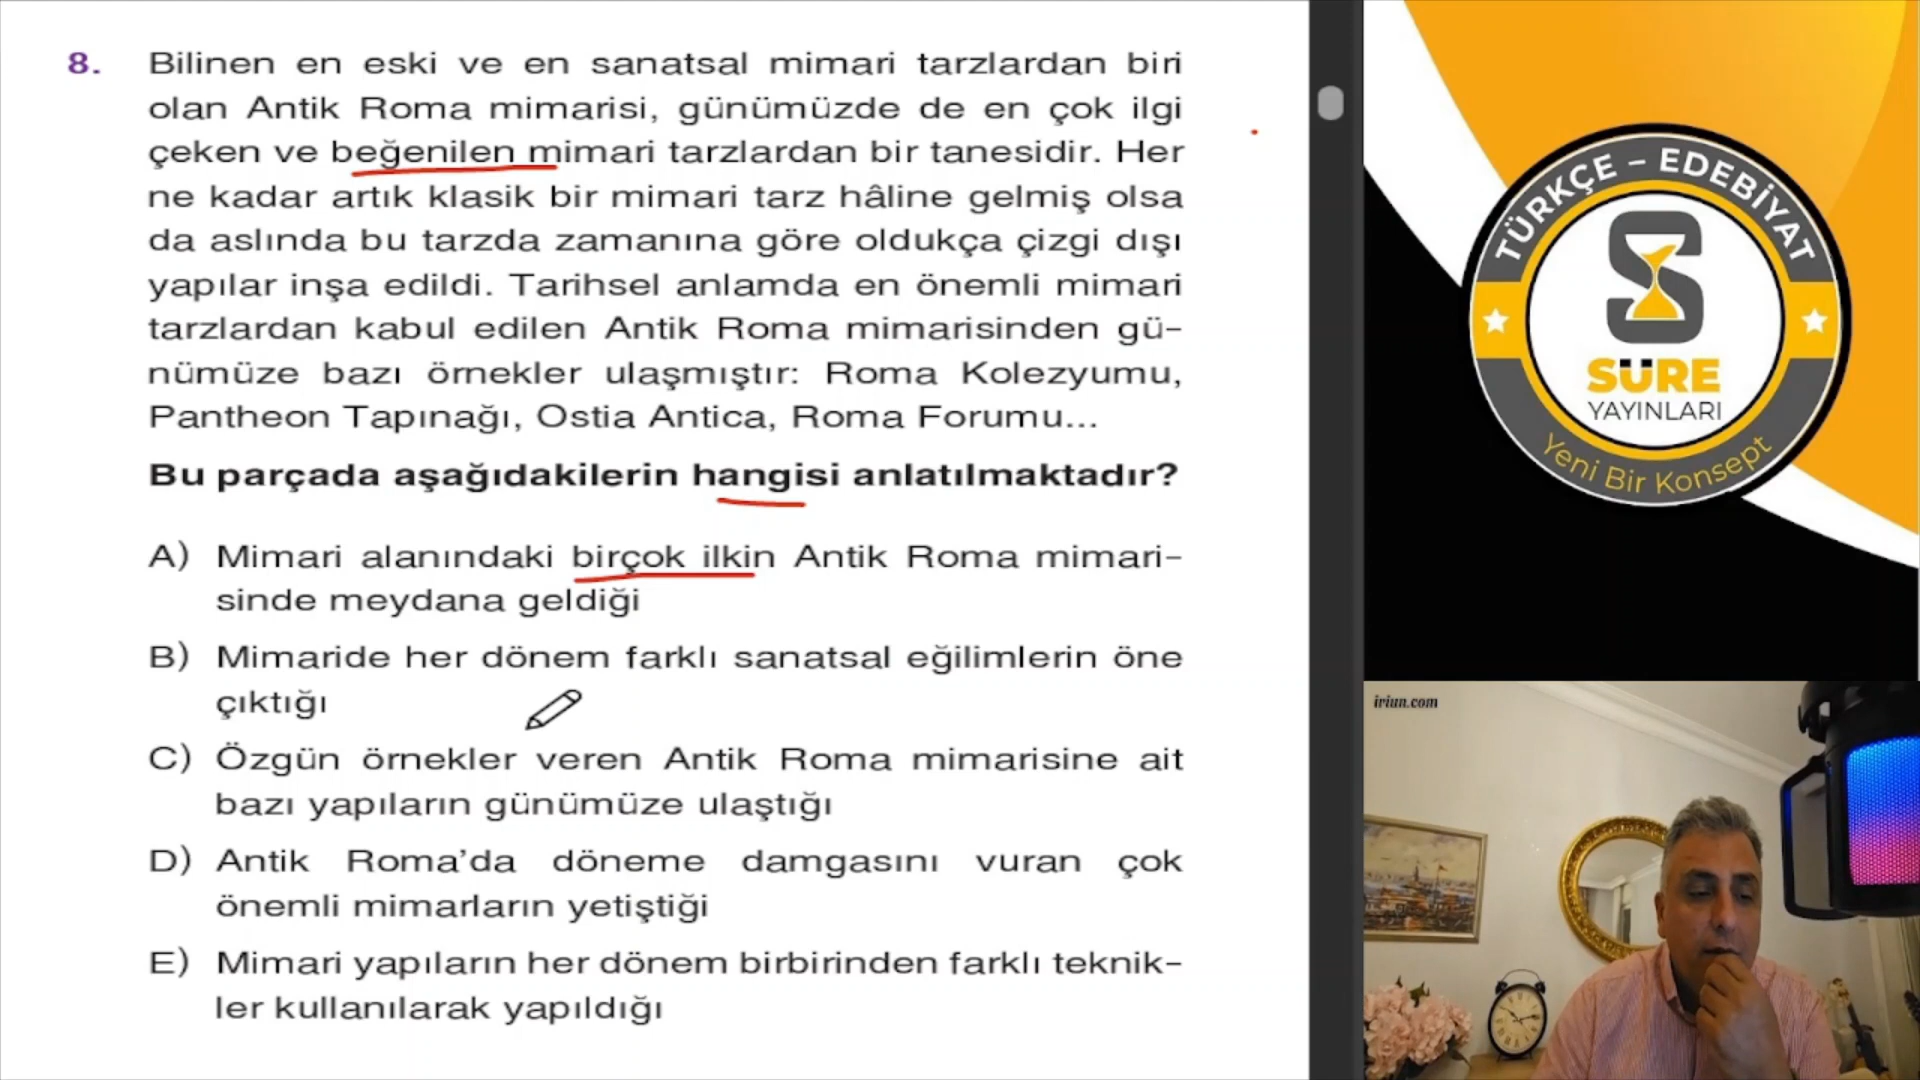 8. Bilinen en eski ve en sanatsal mimari tarzlardan biri
olan Antik Roma mimarisi, günümüzde de en çok ilgi
çeken ve beğenilen mimari tarzlardan bir tanesidir. Her
ne kadar artık klasik bir mimari tarz hâline gelmiş olsa
da aslında bu tarzda zamanına göre oldukça çizgi dışı
yapılar inşa edildi. Tarihsel anlamda en önemli mimari
tarzlardan kabul edilen Antik Roma mimarisinden gü-
nümüze bazı örnekler ulaşmıştır: Roma Kolezyumu,
Pantheon Tapınağı, Ostia Antica, Roma Forumu...
Bu parçada aşağıdakilerin hangisi anlatılmaktadır?
A) Mimari alanındaki birçok ilkin Antik Roma mimari-
sinde meydana geldiği
B) Mimaride her dönem farklı sanatsal eğilimlerin öne
çıktığı
C) Özgün örnekler veren Antik Roma mimarisine ait
bazı yapıların günümüze ulaştığı
D) Antik Roma'da döneme damgasını vuran çok
önemli mimarların yetiştiği
E) Mimari yapıların her dönem birbirinden farklı teknik-
ler kullanılarak yapıldığı
TÜRKÇE – EDEBİYAT
S
SÜRE
YAYINLARI
Yeni Bir Konsept
iriun.com